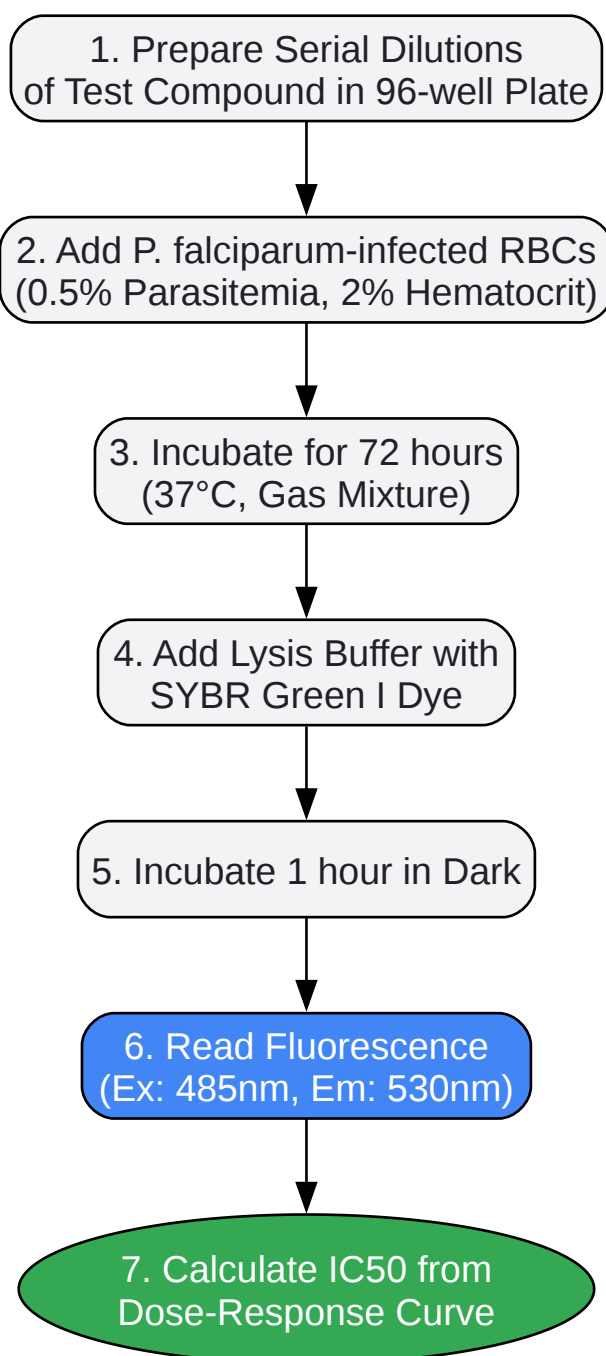 1. Prepare Serial Dilutions
of Test Compound in 96-well Plate
2. Add P. falciparum-infected RBCs
(0.5% Parasitemia, 2% Hematocrit)
3. Incubate for 72 hours
(37°C, Gas Mixture)
4. Add Lysis Buffer with
SYBR Green I Dye
5. Incubate 1 hour in Dark
6. Read Fluorescence
(Ex: 485nm, Em: 530nm)
7. Calculate IC50 from
Dose-Response Curve